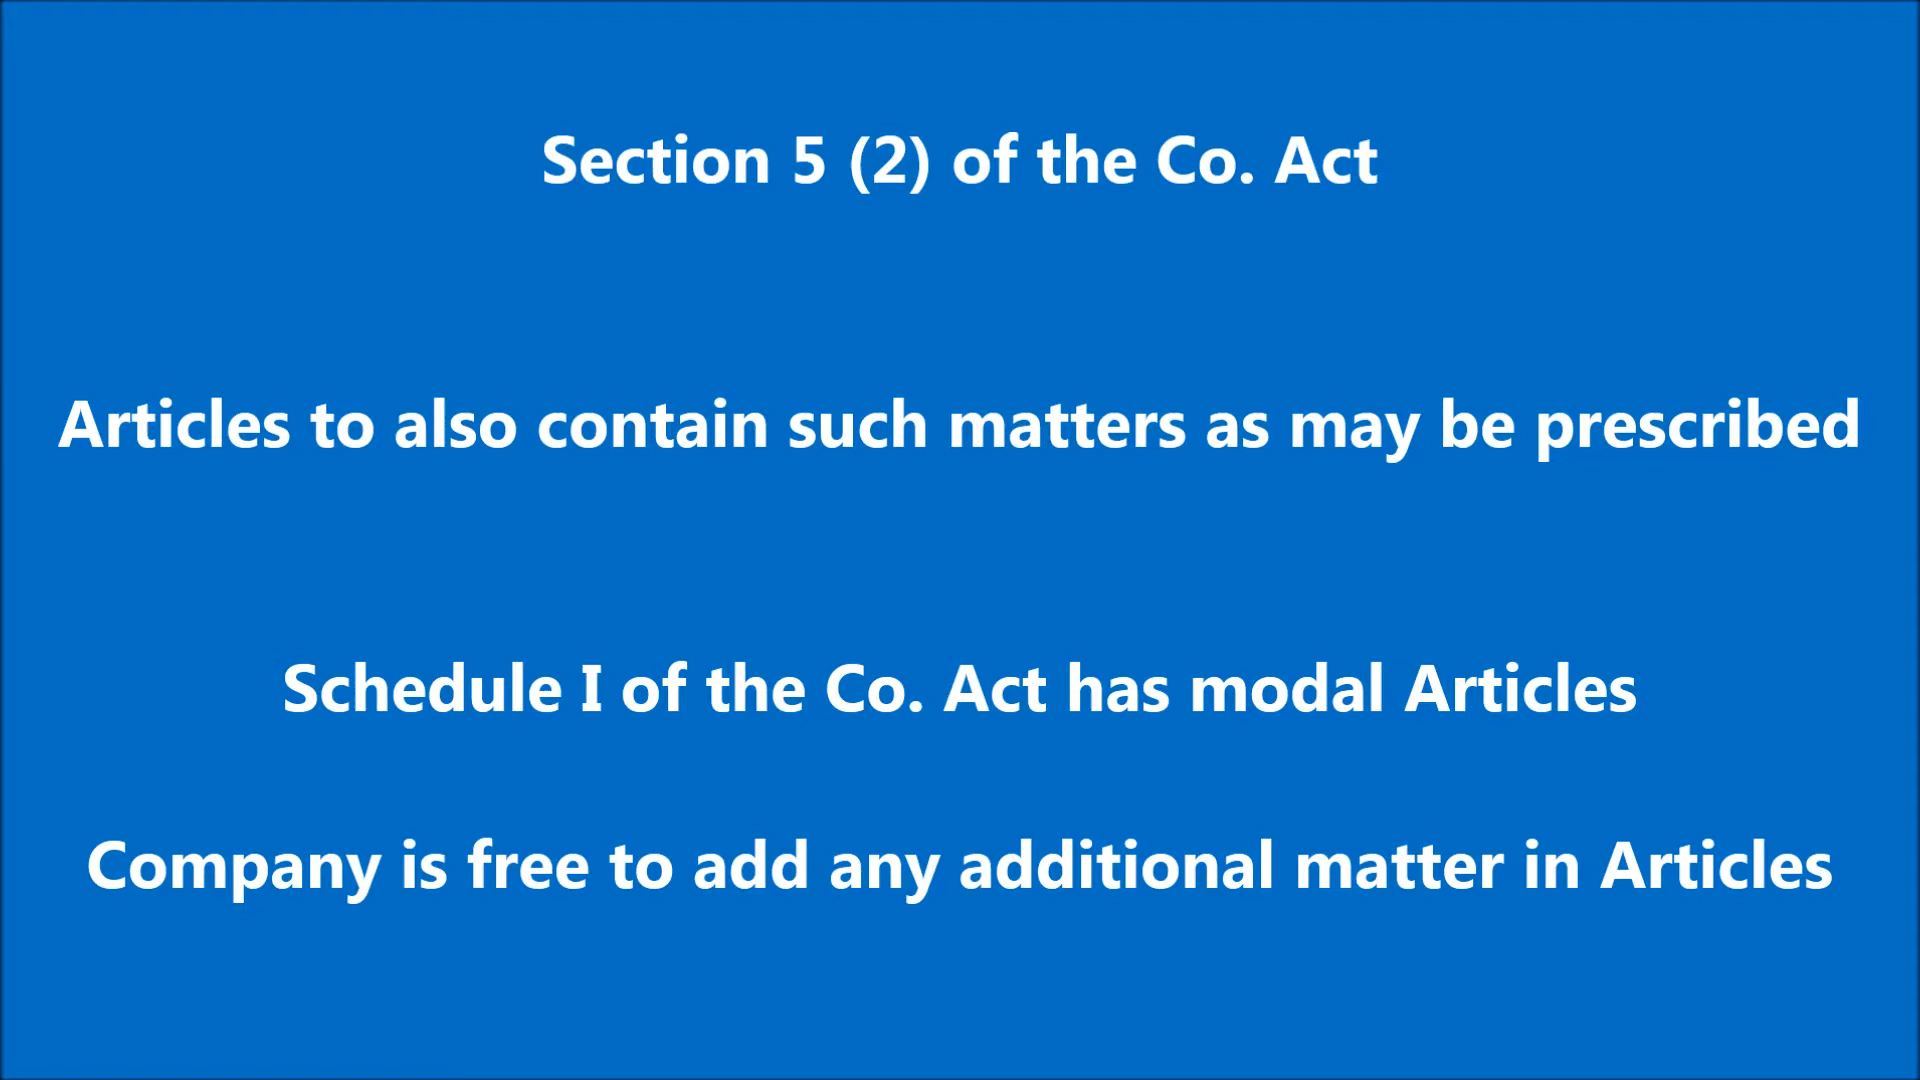 Section 5 (2) of the Co. Act
Articles to also contain such matters as may be prescribed
Schedule I of the Co. Act has modal Articles
Company is free to add any additional matter in Articles